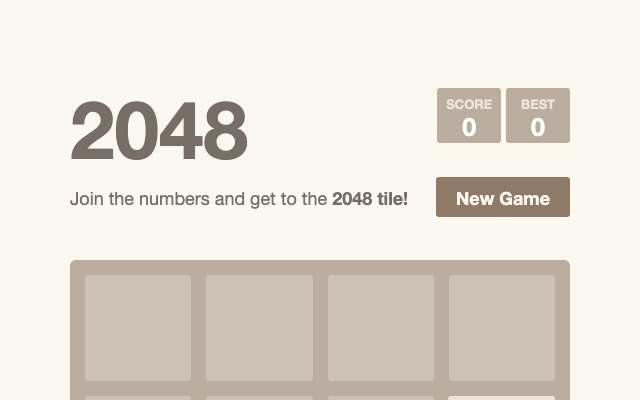 2048
SCORE
0
BEST
0
Join the numbers and get to the 2048 tile!
New Game